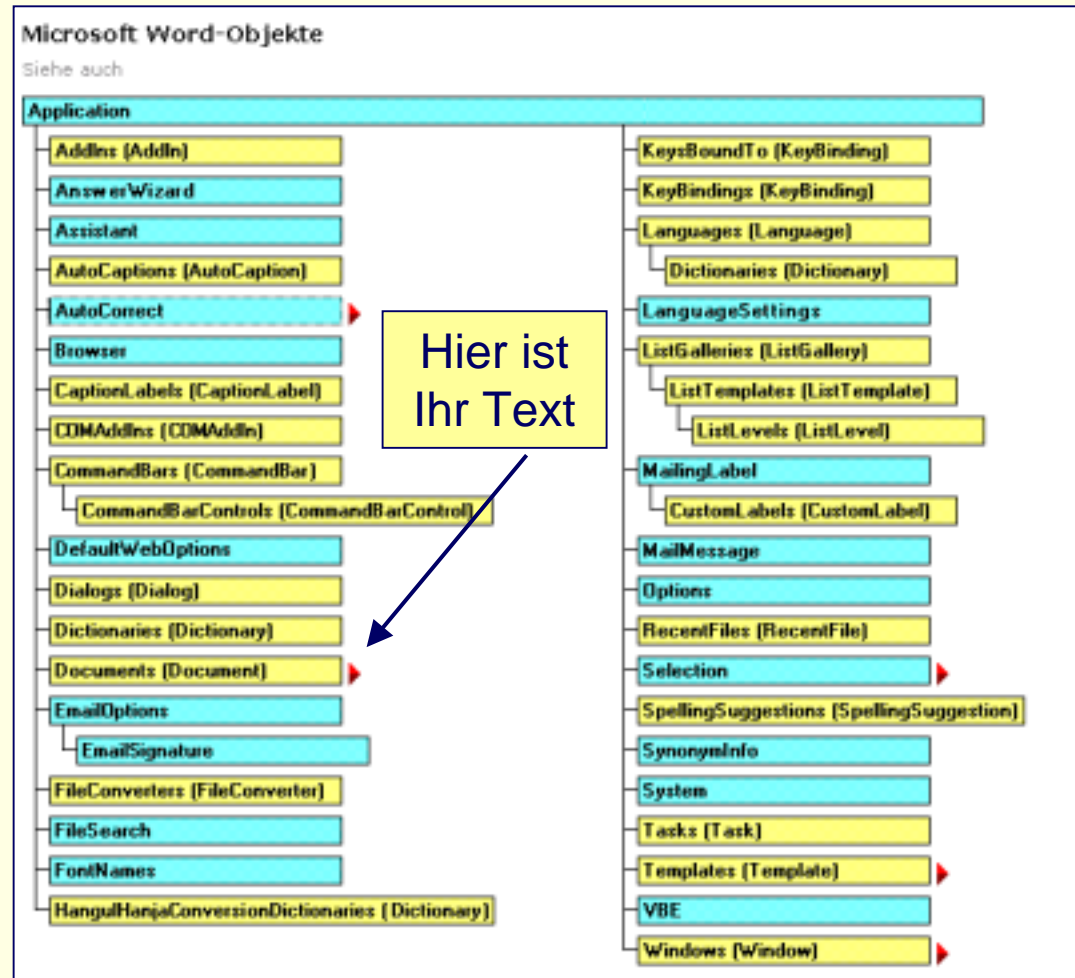 Microsoft Word-Objekte
Siehe auch
Application
AddIns (AddIn)
AnswerWizard
Assistant
AutoCaptions (AutoCaption)
AutoCorrect
Browser
CaptionLabels (CaptionLabel)
COMAddIns (COMAddIn)
CommandBars (CommandBar)
CommandBarControls (CommandBarControl)
DefaultWebOptions
Dialogs (Dialog)
Dictionaries (Dictionary)
Documents (Document)
EmailOptions
EmailSignature
FileConverters (FileConverter)
FileSearch
FontNames
HangulHanjaConversionDictionaries (Dictionary)
Hier ist
Ihr Text
KeysBoundTo (KeyBinding)
KeyBindings (KeyBinding)
Languages (Language)
Dictionaries (Dictionary)
LanguageSettings
ListGalleries (ListGallery)
ListTemplates (ListTemplate)
ListLevels (ListLevel)
MailingLabel
CustomLabels (CustomLabel)
MailMessage
Options
RecentFiles (RecentFile)
Selection
SpellingSuggestions (SpellingSuggestion)
SynonymInfo
System
Tasks (Task)
Templates (Template)
VBE
Windows (Window)